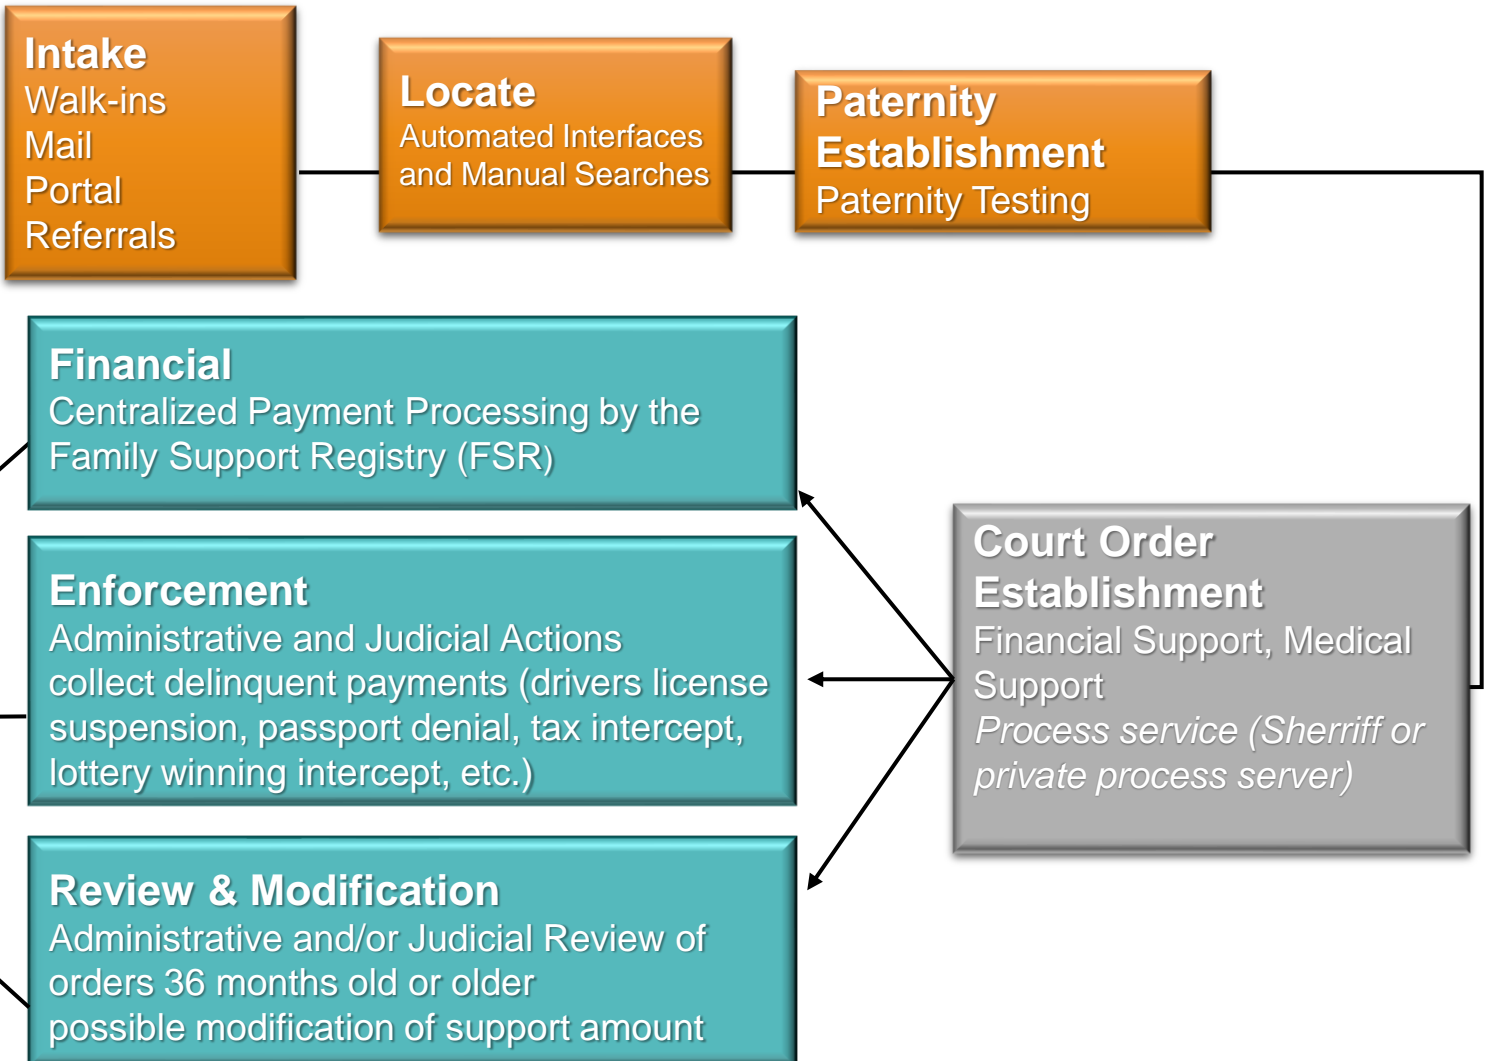 Intake
Walk-ins
Mail
Portal
Referrals
Locate
Automated Interfaces
and Manual Searches
Paternity
Establishment
Paternity Testing
Financial
Centralized Payment Processing by the
Family Support Registry (FSR)
Enforcement
Administrative and Judicial Actions
collect delinquent payments (drivers license
suspension, passport denial, tax intercept,
lottery winning intercept, etc.)
Review & Modification
Administrative and/or Judicial Review of
orders 36 months old or older
possible modification of support amount
Court Order
Establishment
Financial Support, Medical
Support
Process service (Sherriff or
private process server)